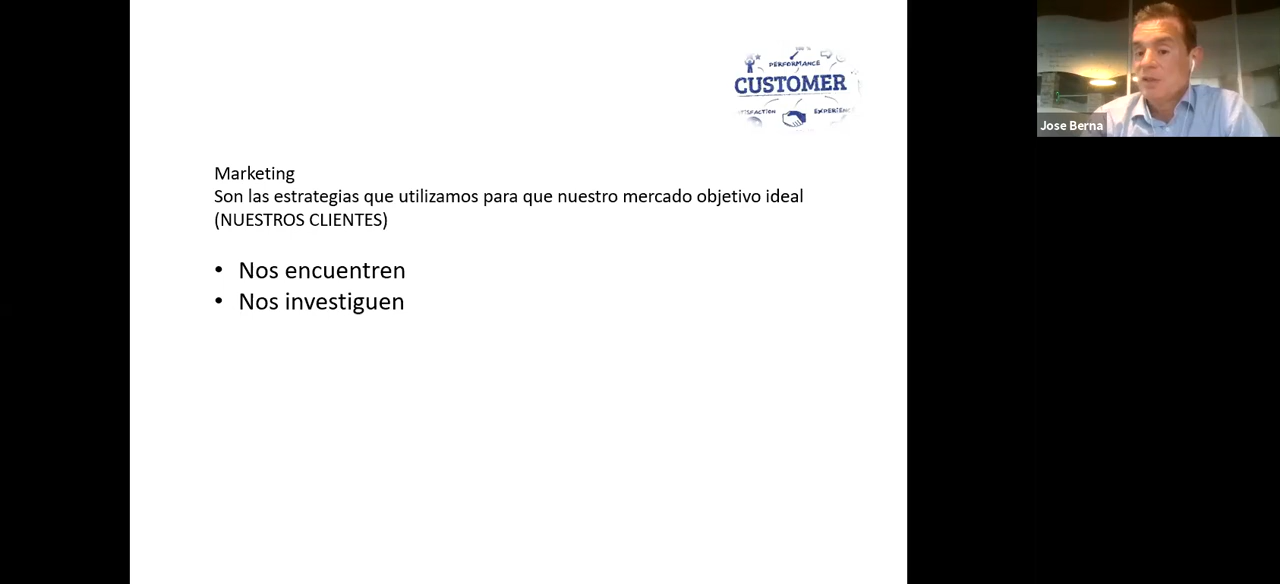 PERFORMANCE
CUSTOMER
Marketing
Son las estrategias que utilizamos para que nuestro mercado objetivo ideal
(NUESTROS CLIENTES)
• Nos encuentren
• Nos investiguen
Jose Berna